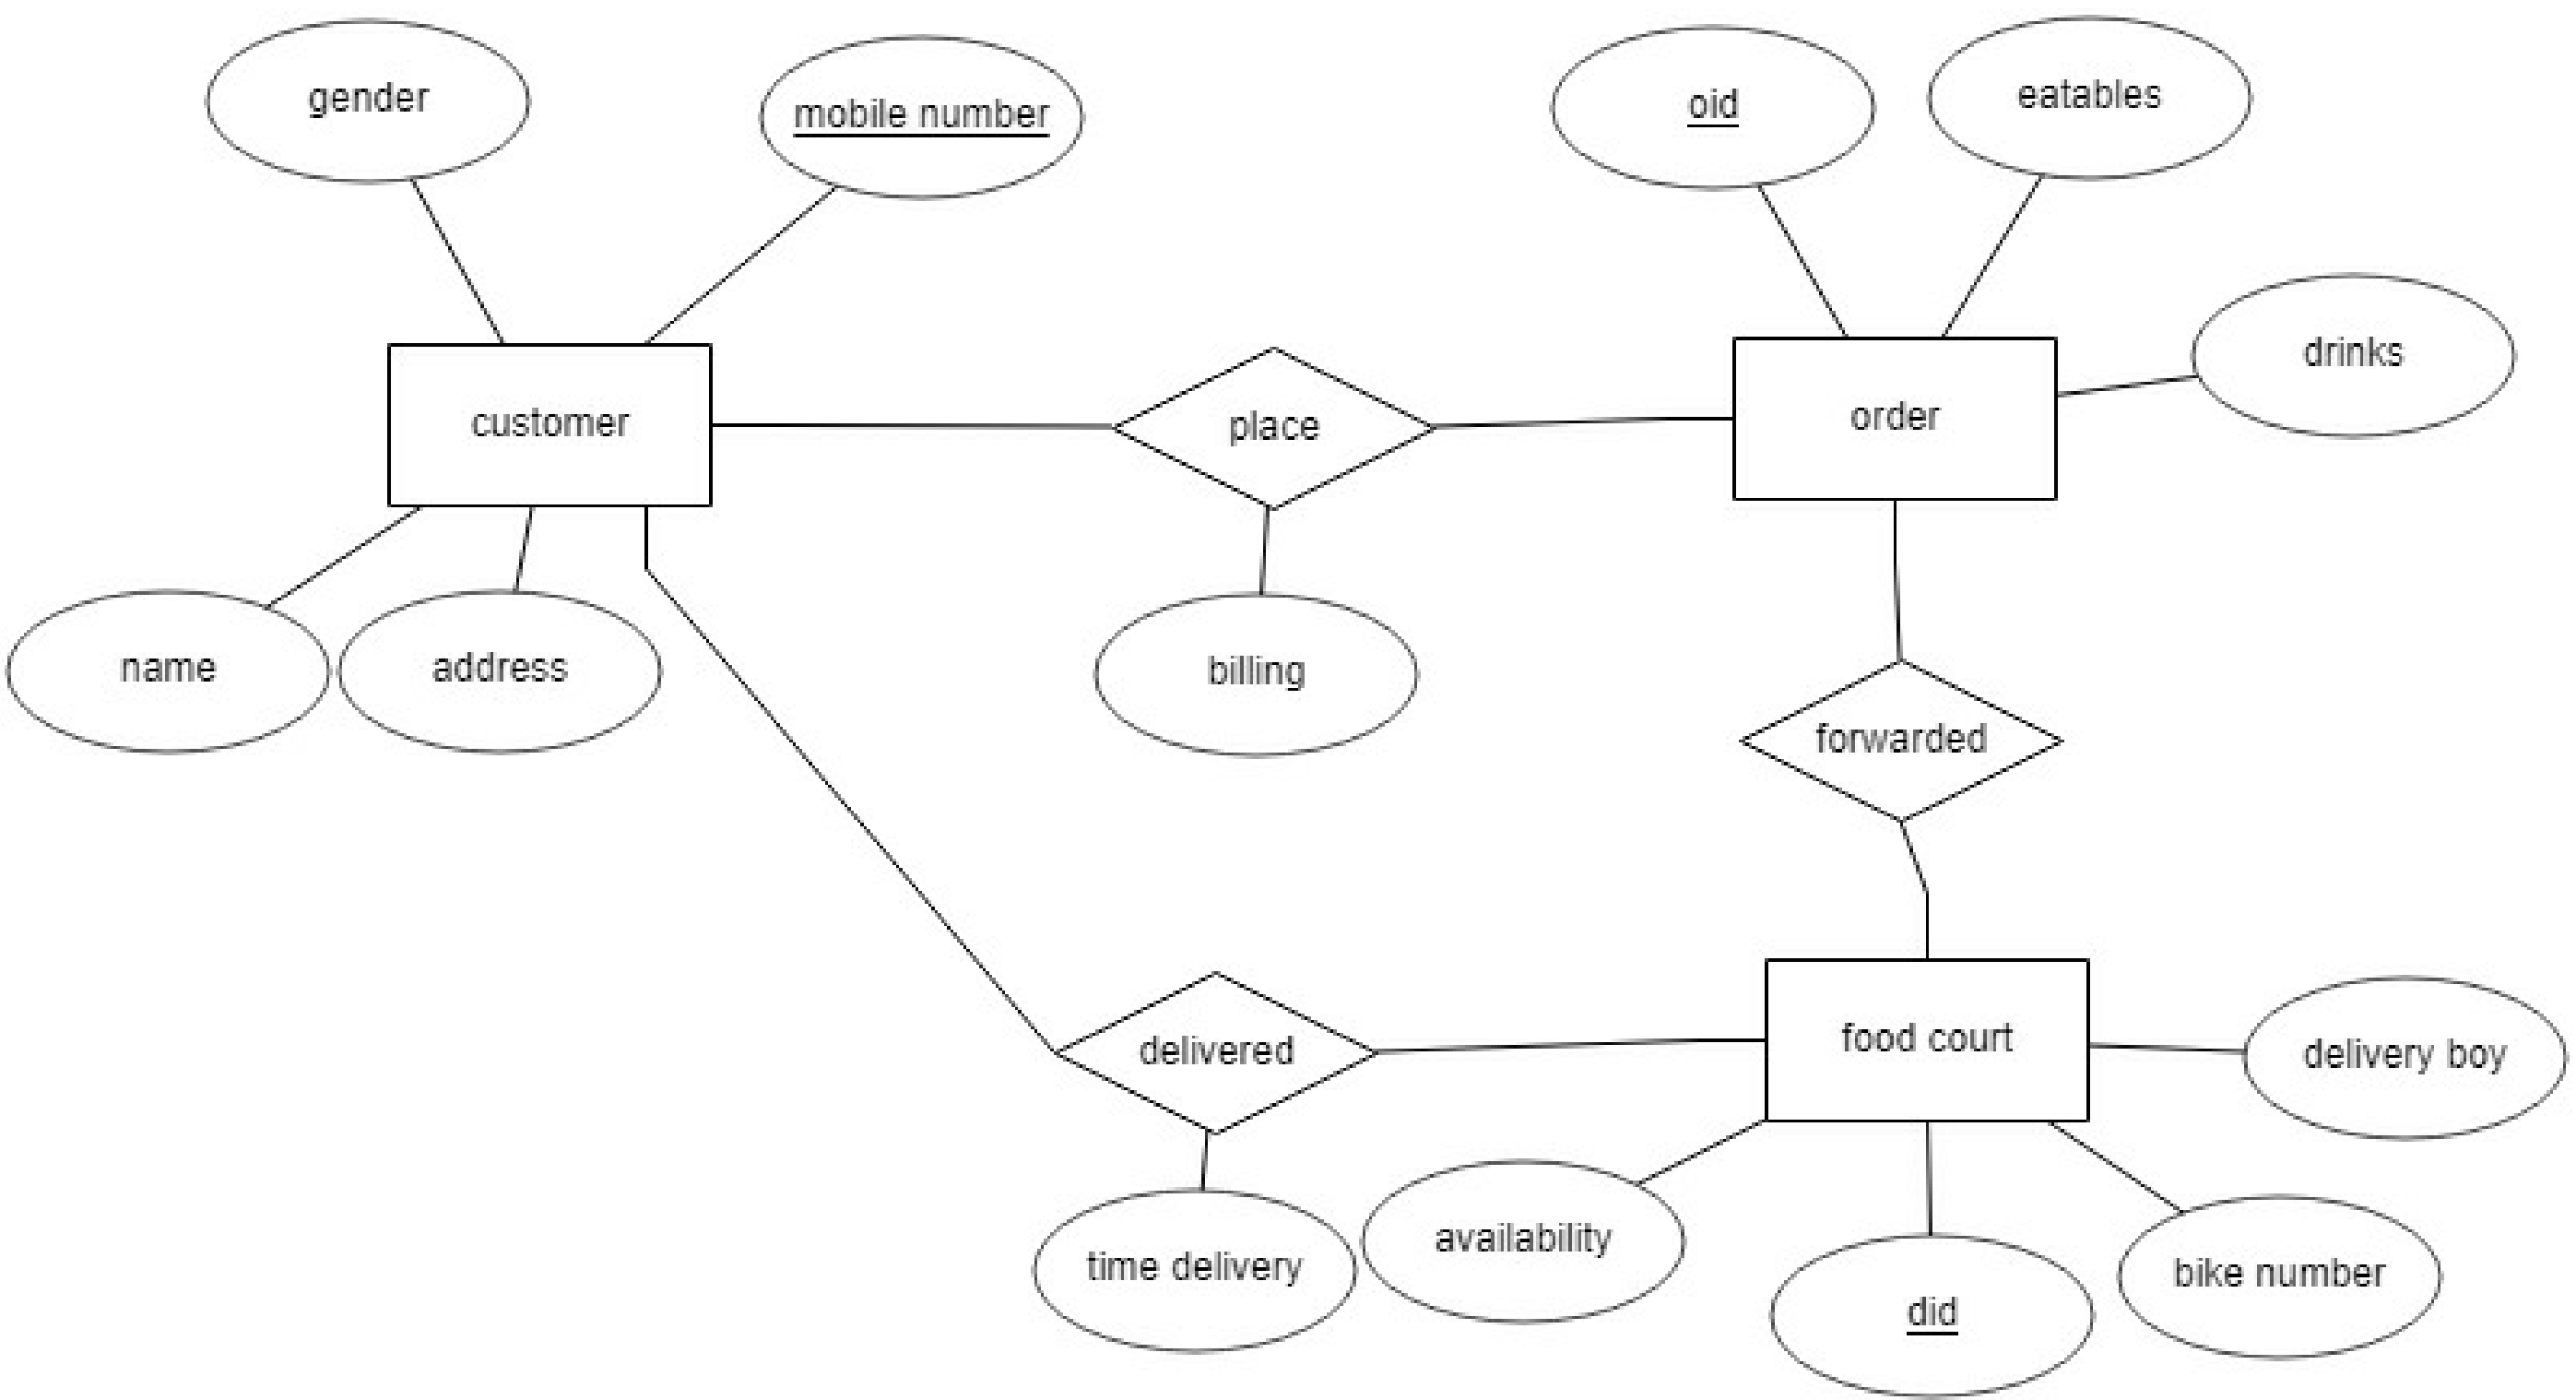 gender
mobile number
oid
eatables
drinks
customer
place
order
name
address
billing
forwarded
delivered
food court
delivery boy
time delivery
availability
did
bike number